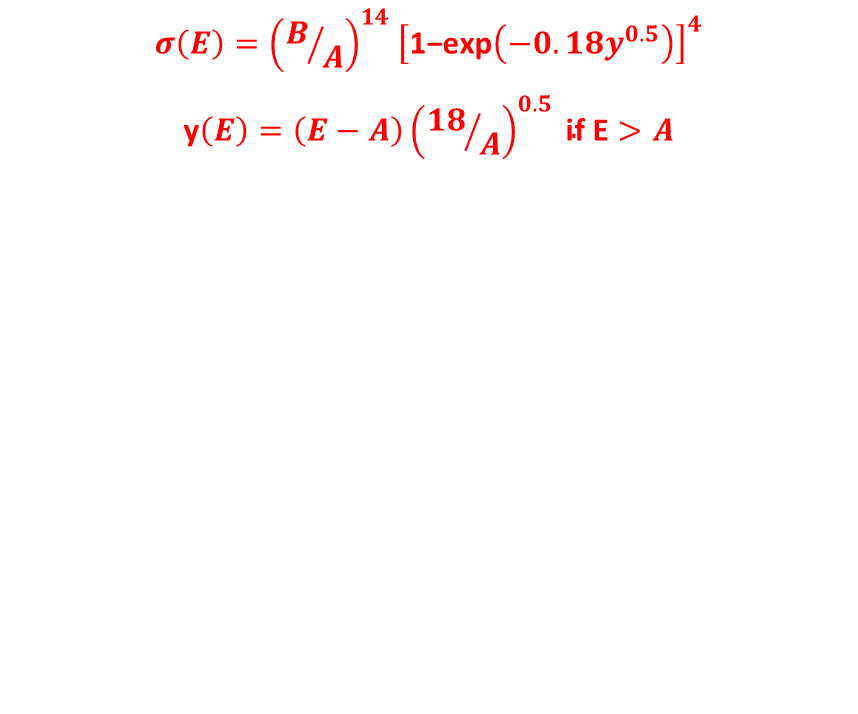 σ(E) = (B/A)^14 [1−exp(−0.18y^0.5)]^4
y(E) = (E − A)(18/A)^0.5 if E > A